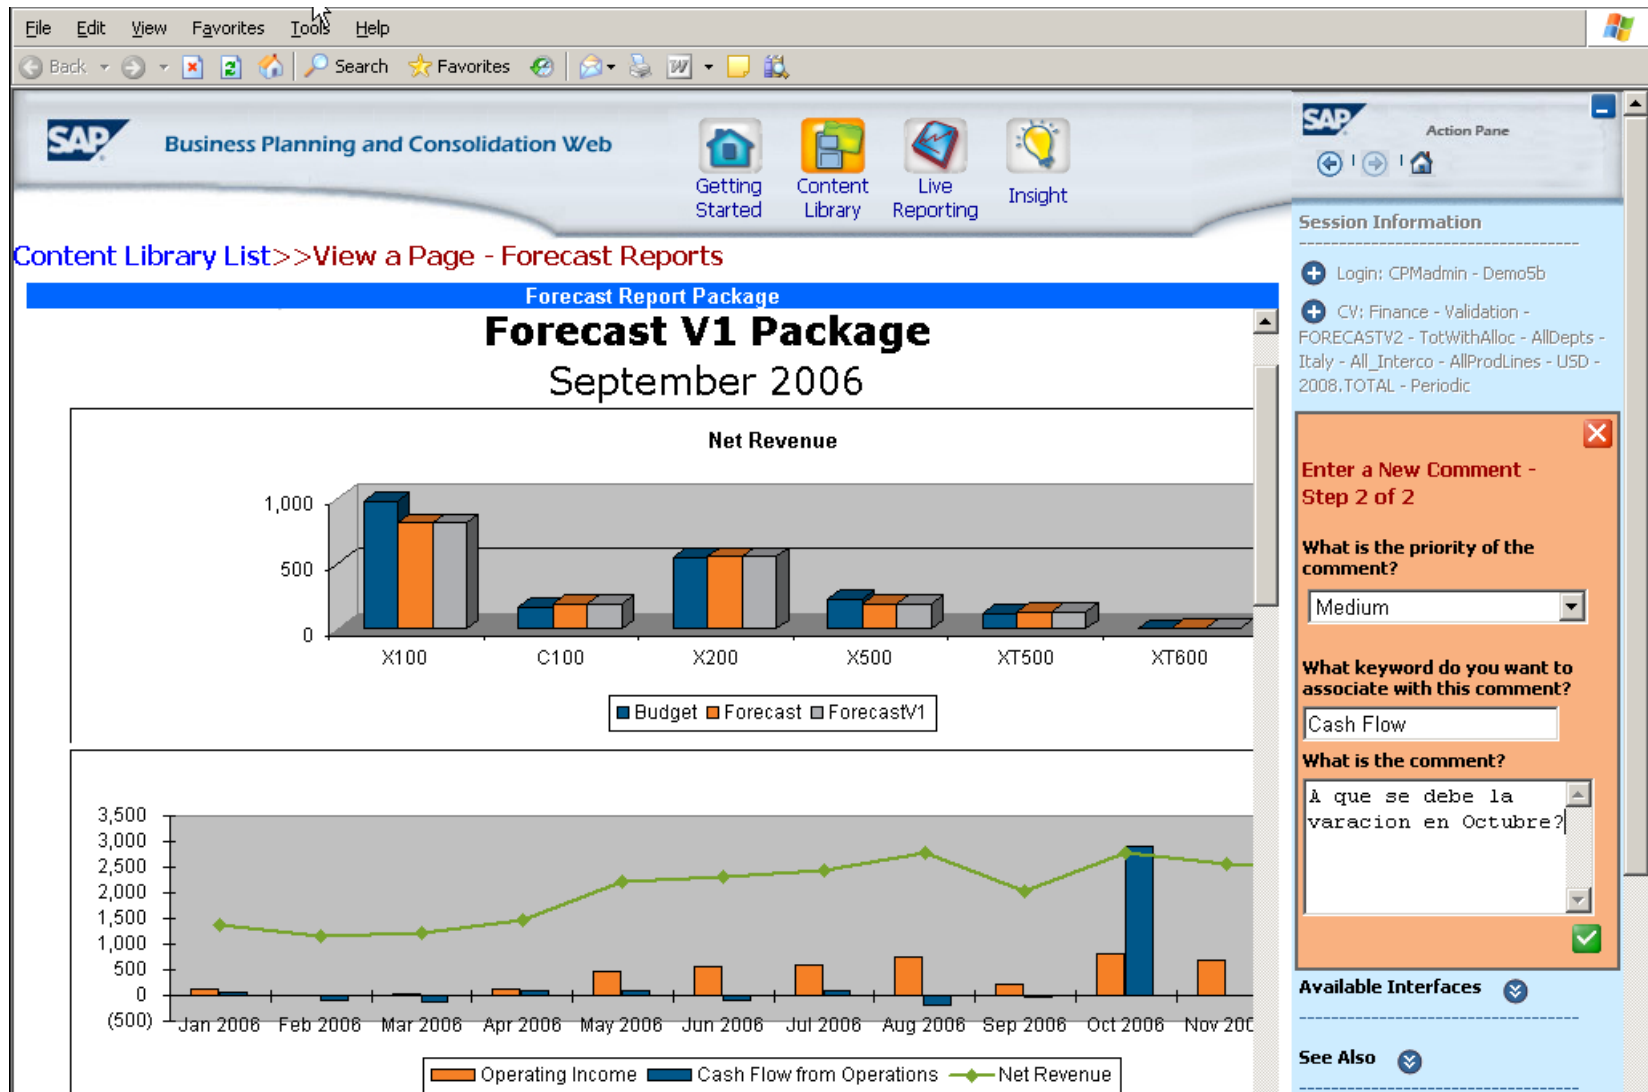 File Edit View Favorites Tools Help
Back Search Favorites
SAP Business Planning and Consolidation Web
Getting Started
Content Library
Live Reporting
Insight
Content Library List>>View a Page - Forecast Reports
Forecast Report Package
Forecast V1 Package
September 2006
Net Revenue
1,000
500
0
X100 C100 X200 X500 XT500 XT600
Budget Forecast ForecastV1
3,500
3,000
2,500
2,000
1,500
1,000
500
0
(500)
Jan 2006 Feb 2006 Mar 2006 Apr 2006 May 2006 Jun 2006 Jul 2006 Aug 2006 Sep 2006 Oct 2006 Nov 200
Operating Income Cash Flow from Operations Net Revenue
SAP Action Pane
Session Information
Login: CPMadmin - Demo5b
CV: Finance - Validation -
FORECASTV2 - TotWithAlloc - AllDepts -
Italy - All_Interco - AllProdLines - USD -
2008.TOTAL - Periodic
Enter a New Comment -
Step 2 of 2
What is the priority of the
comment?
Medium
What keyword do you want to
associate with this comment?
Cash Flow
What is the comment?
A que se debe la
varacion en Octubre?
Available Interfaces
See Also